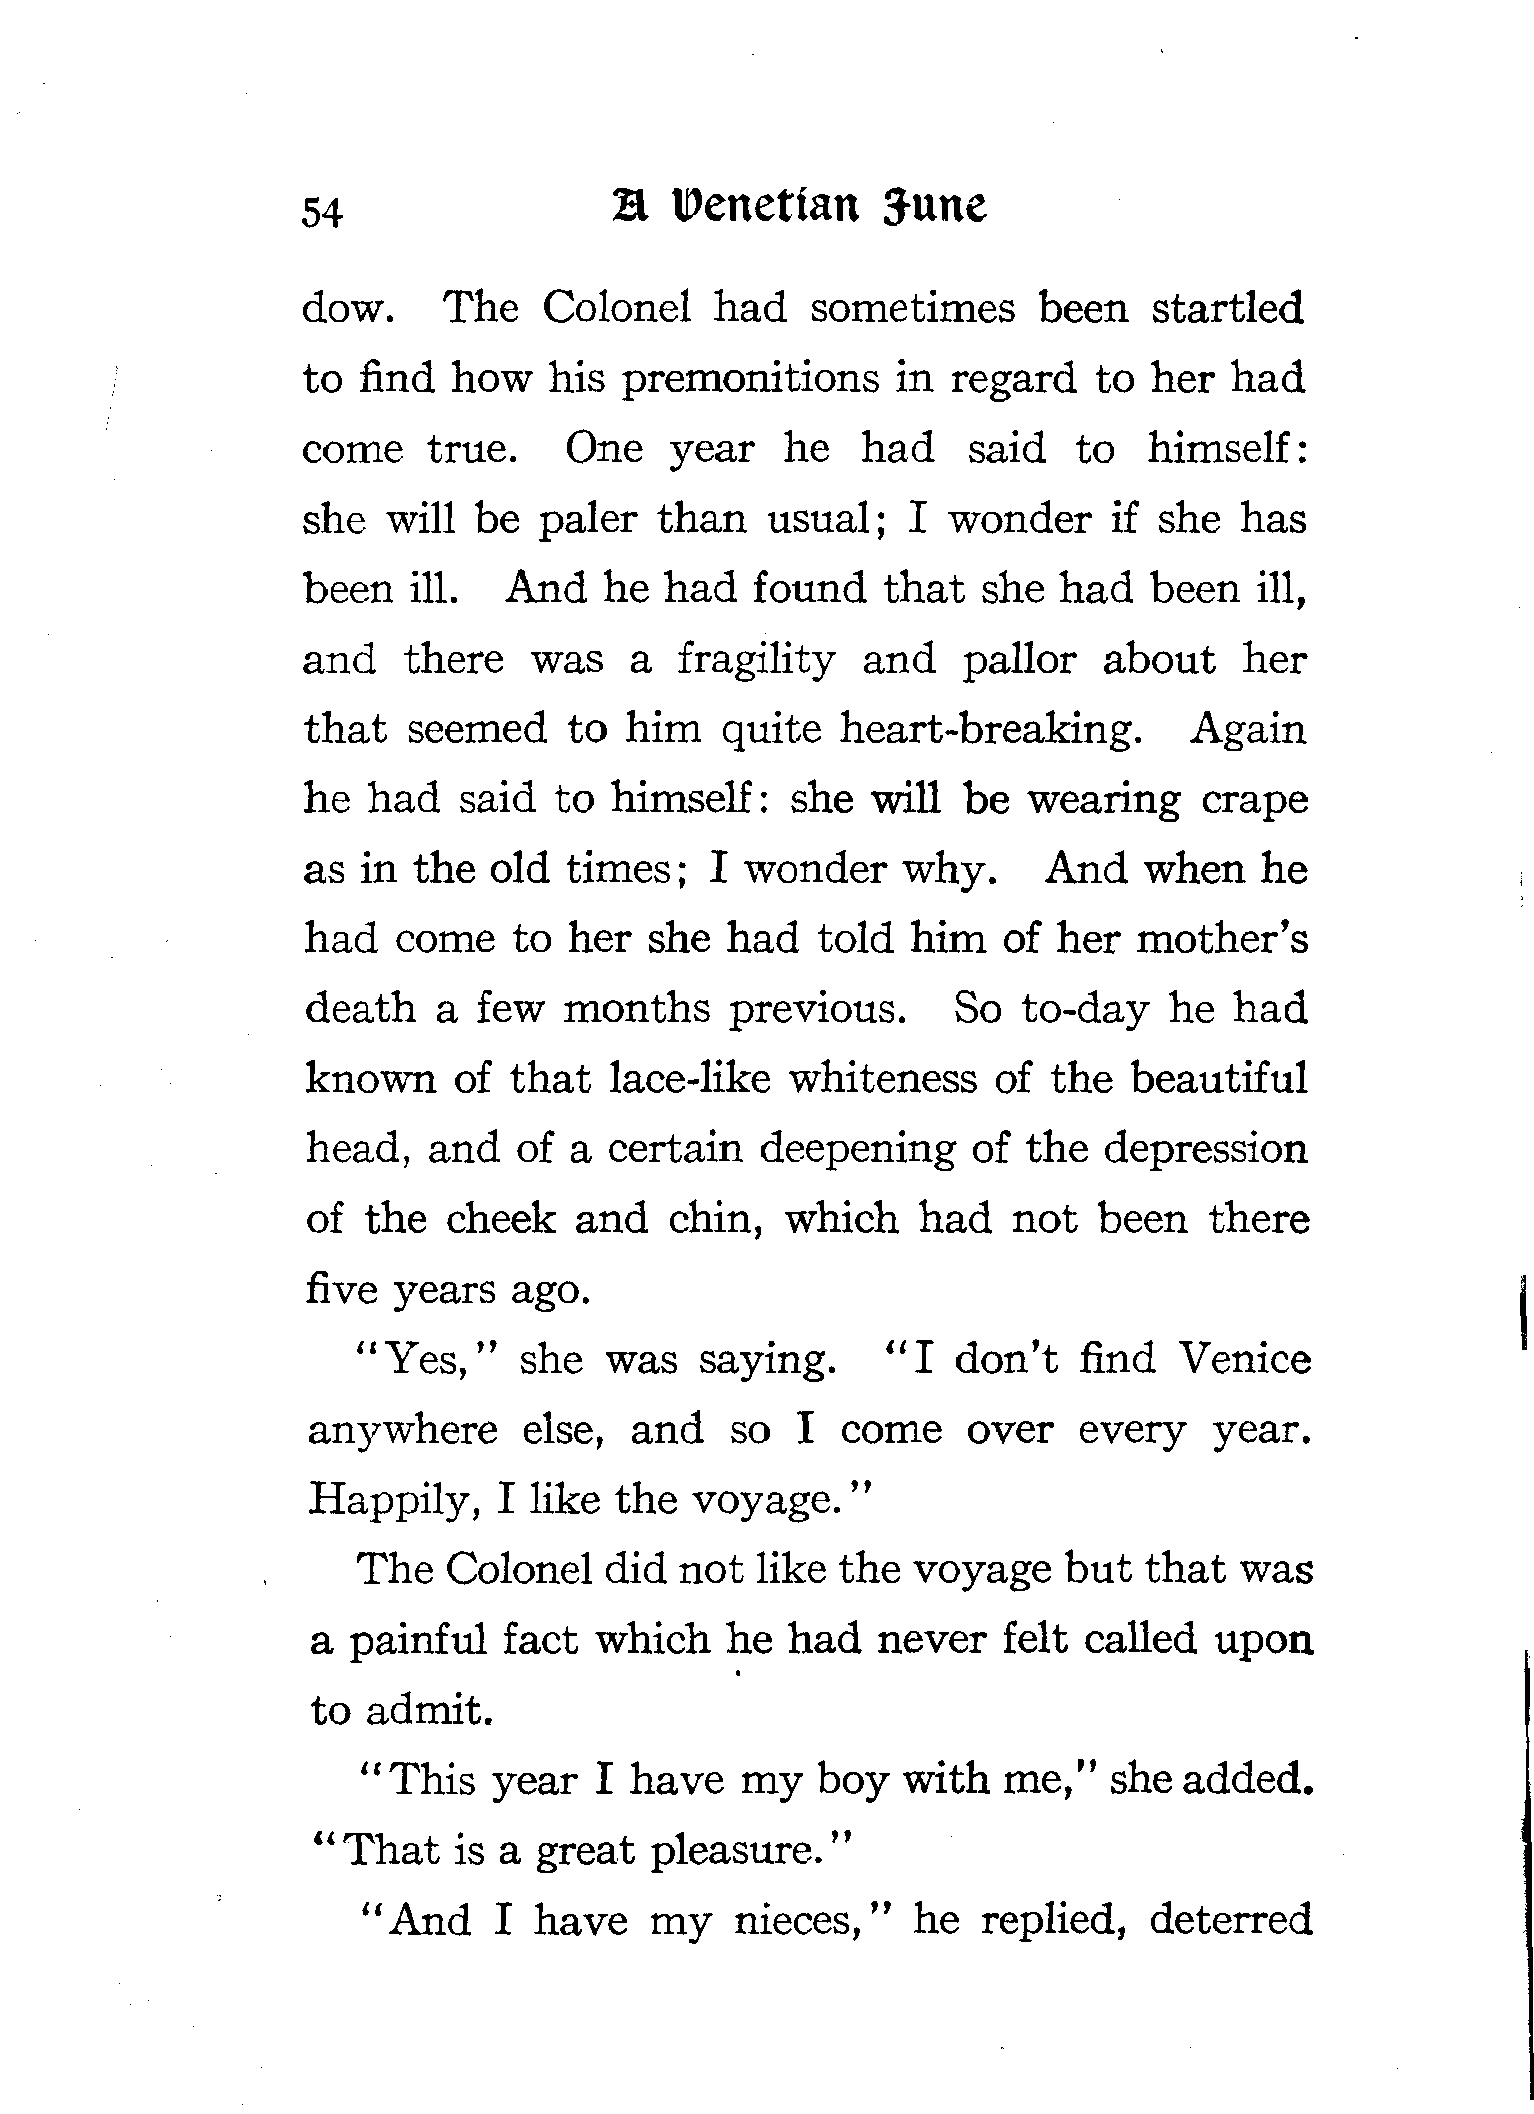 54 A Venetian June
dow. The Colonel had sometimes been startled
to find how his premonitions in regard to her had
come true. One year he had said to himself:
she will be paler than usual; I wonder if she has
been ill. And he had found that she had been ill,
and there was a fragility and pallor about her
that seemed to him quite heart-breaking. Again
he had said to himself: she will be wearing crape
as in the old times; I wonder why. And when he
had come to her she had told him of her mother's
death a few months previous. So to-day he had
known of that lace-like whiteness of the beautiful
head, and of a certain deepening of the depression
of the cheek and chin, which had not been there
five years ago.
"Yes," she was saying. "I don't find Venice
anywhere else, and so I come over every year.
Happily, I like the voyage."
The Colonel did not like the voyage but that was
a painful fact which he had never felt called upon
to admit.
"This year I have my boy with me," she added.
"That is a great pleasure."
"And I have my nieces," he replied, deterred